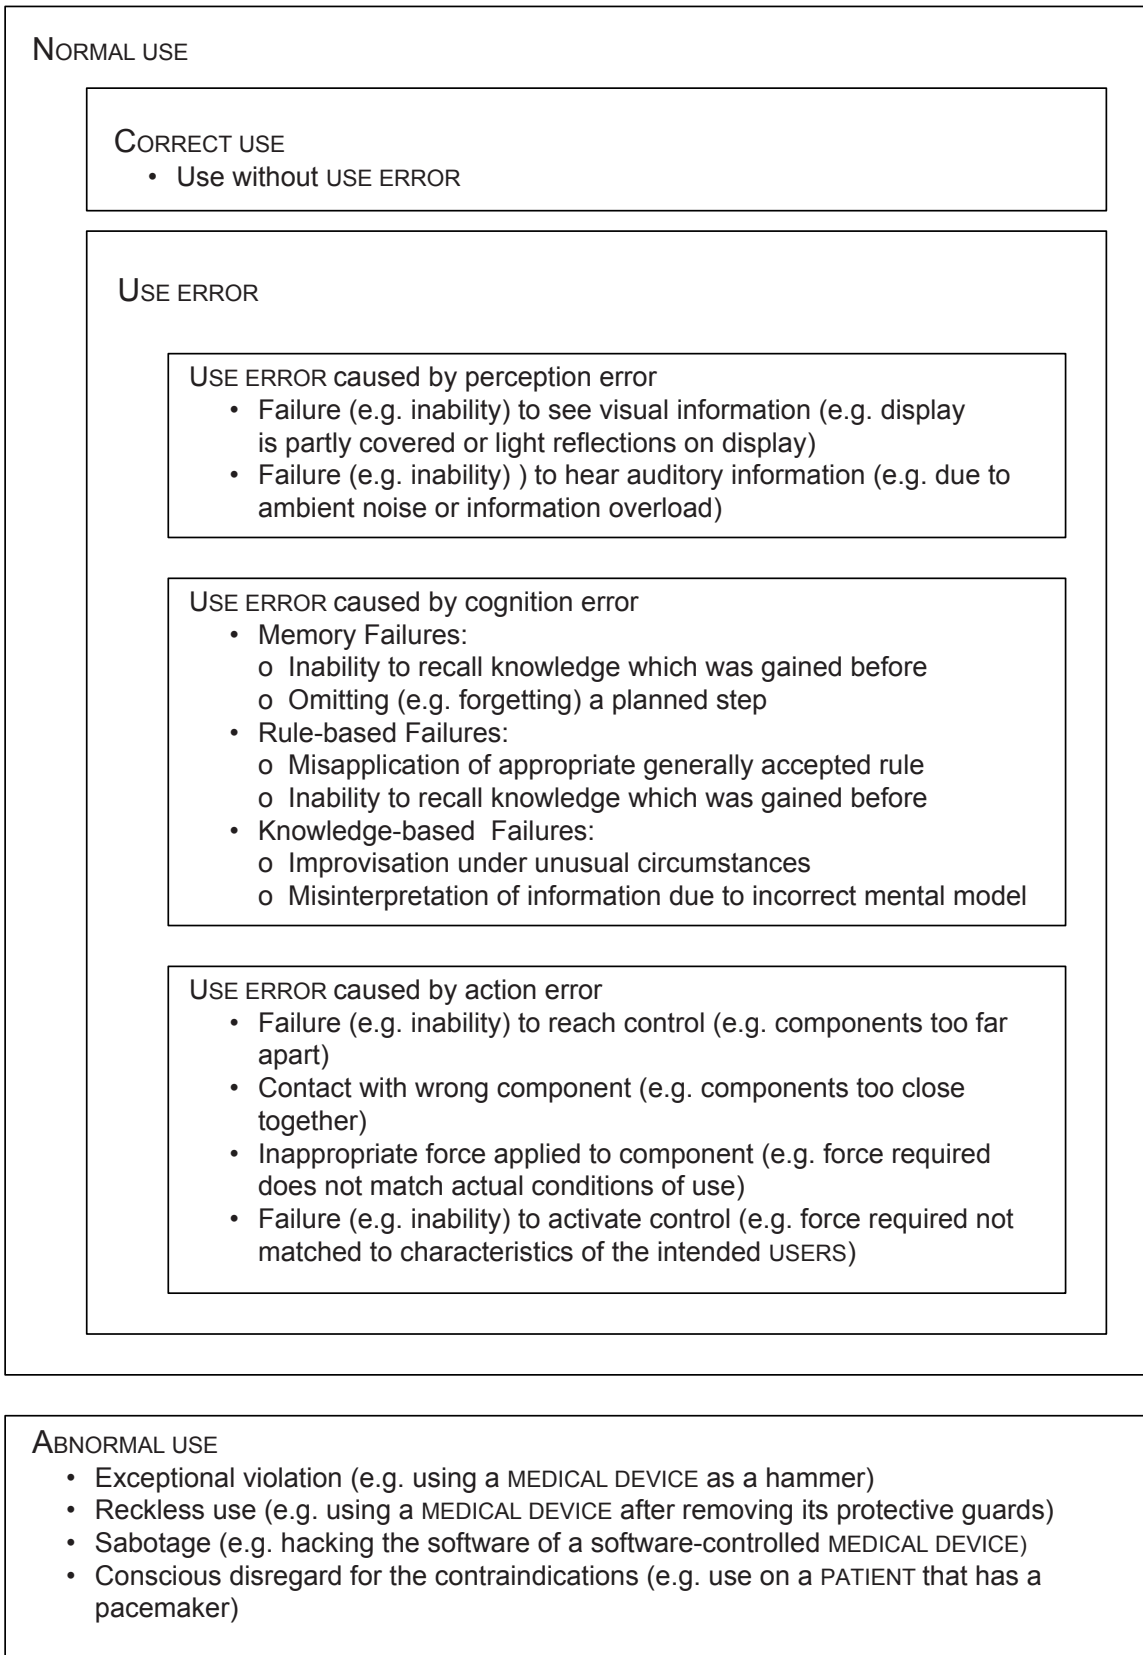 NORMAL USE
CORRECT USE
• Use without USE ERROR
USE ERROR
USE ERROR caused by perception error
• Failure (e.g. inability) to see visual information (e.g. display
is partly covered or light reflections on display)
• Failure (e.g. inability) ) to hear auditory information (e.g. due to
ambient noise or information overload)
USE ERROR caused by cognition error
• Memory Failures:
o Inability to recall knowledge which was gained before
o Omitting (e.g. forgetting) a planned step
• Rule-based Failures:
o Misapplication of appropriate generally accepted rule
o Inability to recall knowledge which was gained before
• Knowledge-based  Failures:
o Improvisation under unusual circumstances
o Misinterpretation of information due to incorrect mental model
USE ERROR caused by action error
• Failure (e.g. inability) to reach control (e.g. components too far
apart)
• Contact with wrong component (e.g. components too close
together)
• Inappropriate force applied to component (e.g. force required
does not match actual conditions of use)
• Failure (e.g. inability) to activate control (e.g. force required not
matched to characteristics of the intended USERS)
ABNORMAL USE
• Exceptional violation (e.g. using a MEDICAL DEVICE as a hammer)
• Reckless use (e.g. using a MEDICAL DEVICE after removing its protective guards)
• Sabotage (e.g. hacking the software of a software-controlled MEDICAL DEVICE)
• Conscious disregard for the contraindications (e.g. use on a PATIENT that has a
pacemaker)